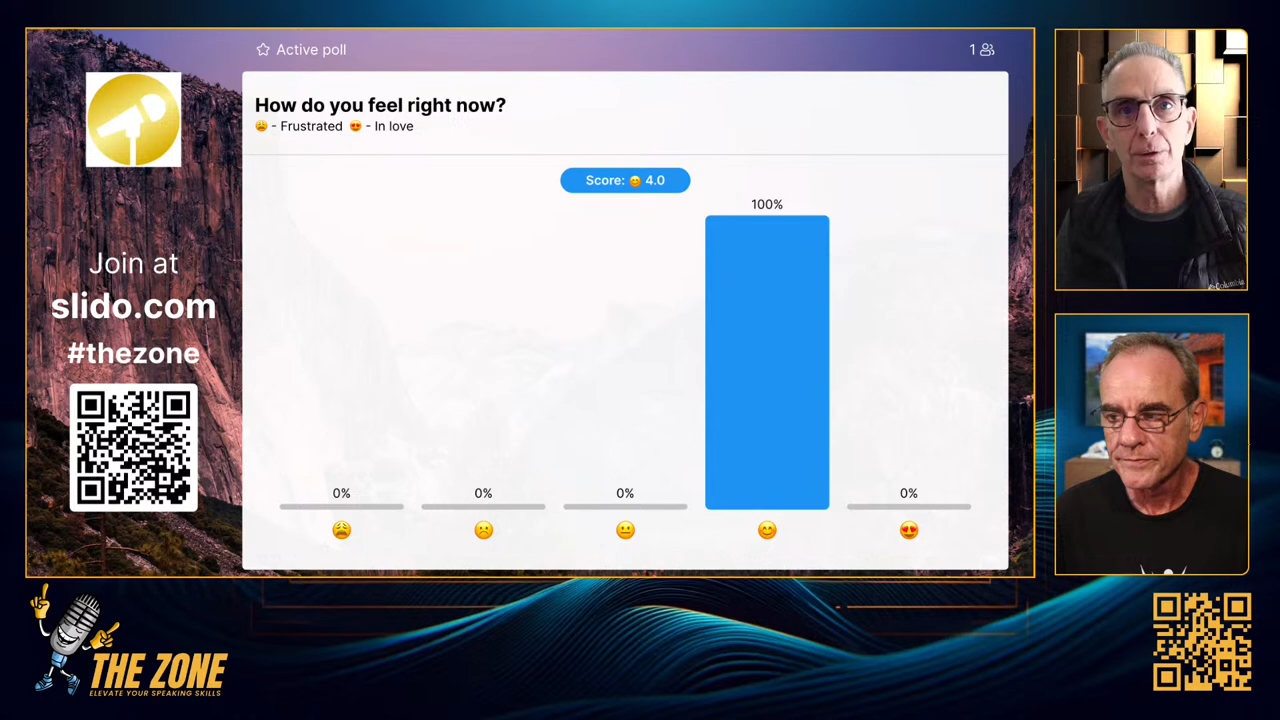 Active poll
1
How do you feel right now?
😩 - Frustrated 😍 - In love
Score: 😊 4.0
100%
0%
0%
0%
0%
Join at
slido.com
#thezone
Columbia
THE ZONE
ELEVATE YOUR SPEAKING SKILLS